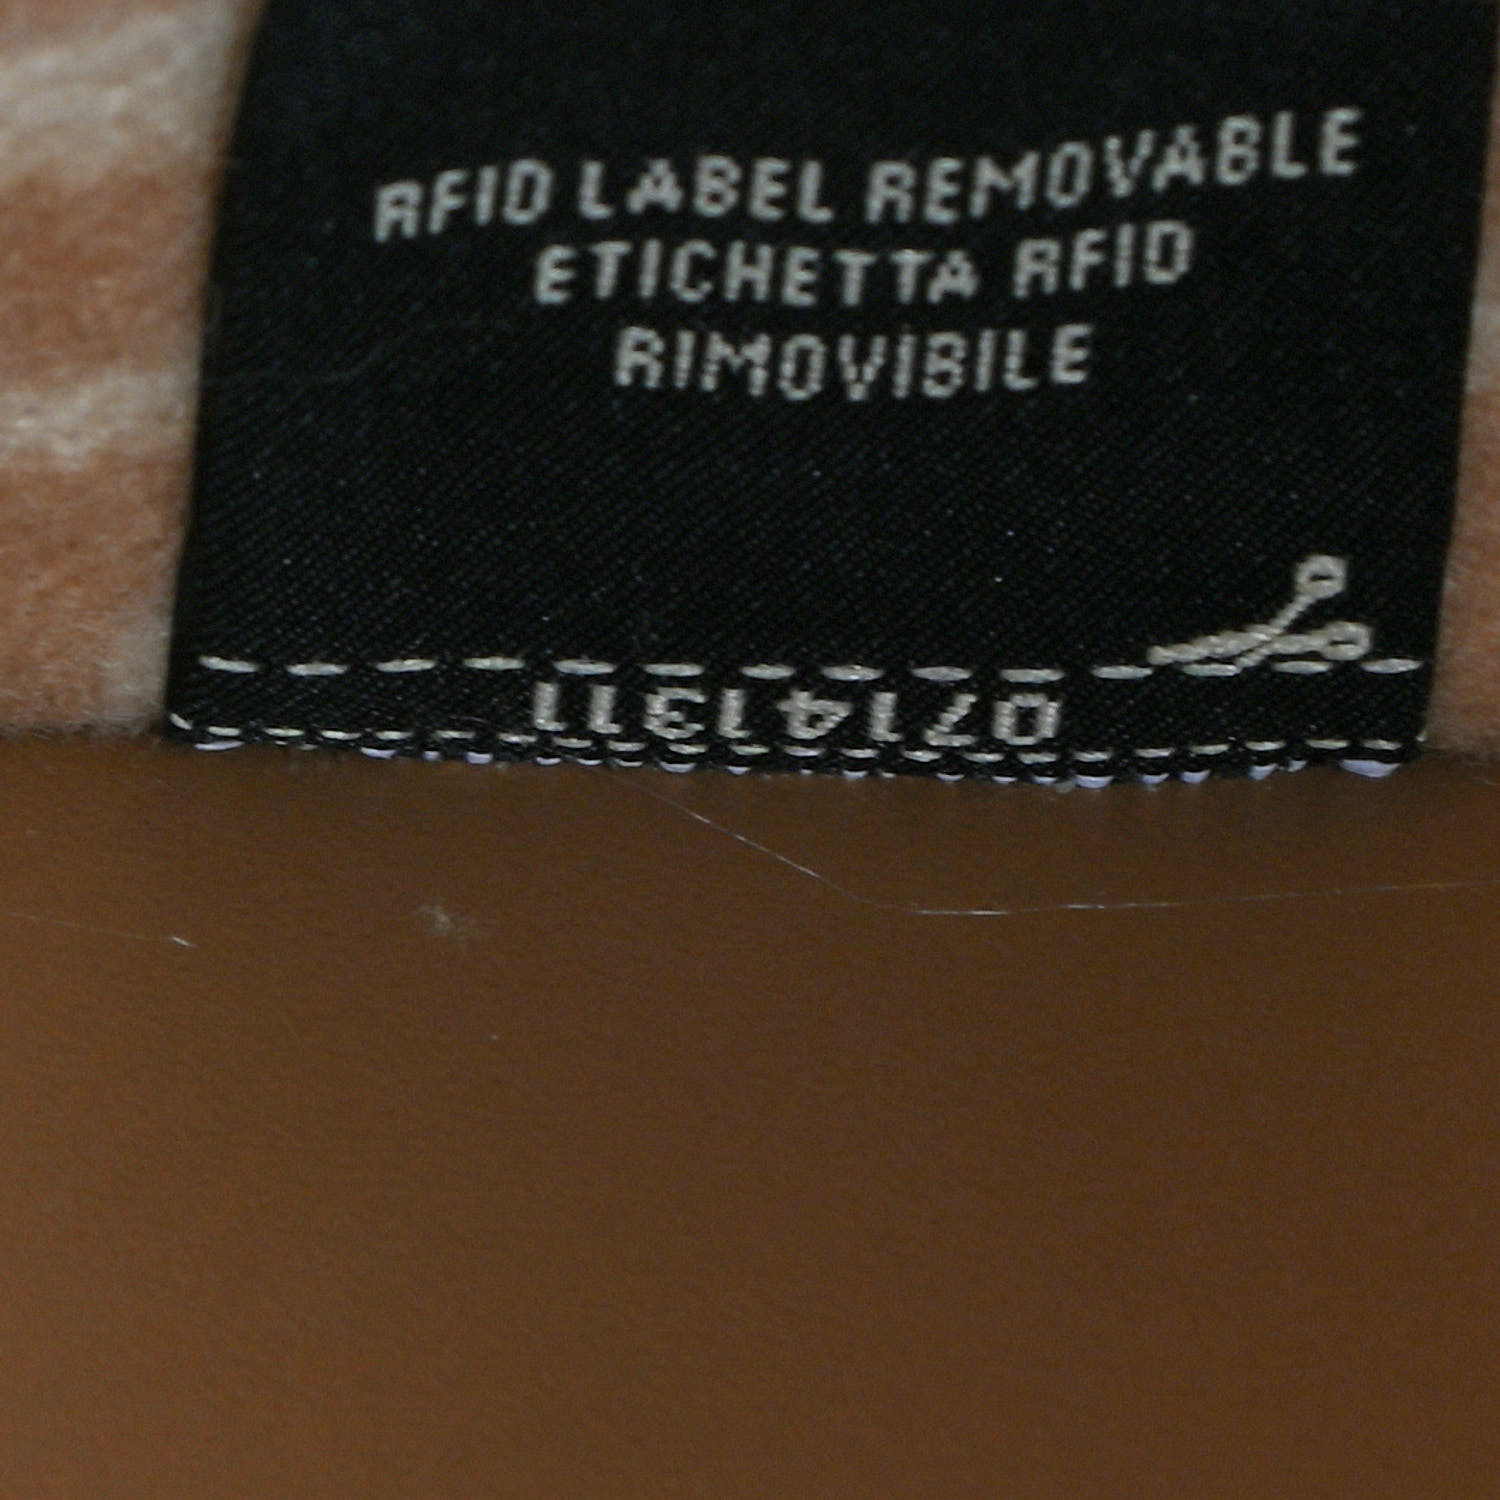 RFID LABEL REMOVABLE
ETICHETTA RFID
RIMOVIBILE
07141311